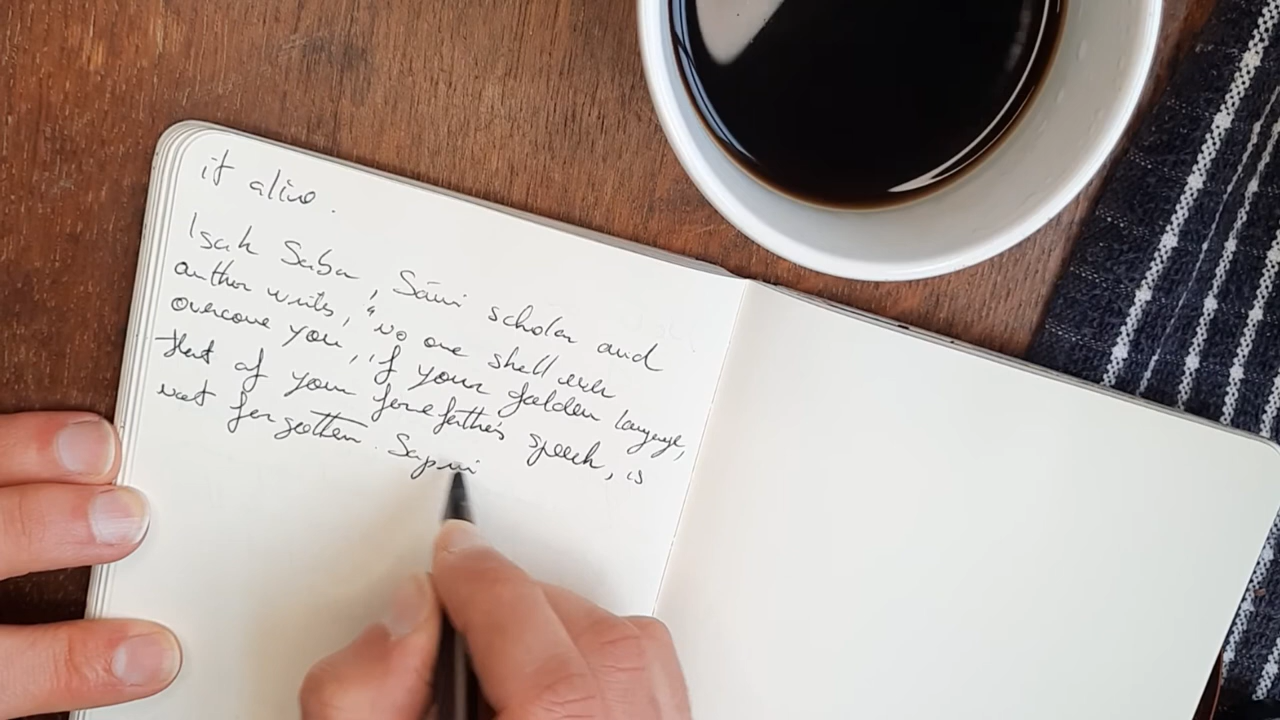 it alive.
Isak Saba, Sámi scholar and
author writes, "no one shall ever
overcome you, if your golden language,
that of your forefathers speech, is
not forgotten. Sapmi